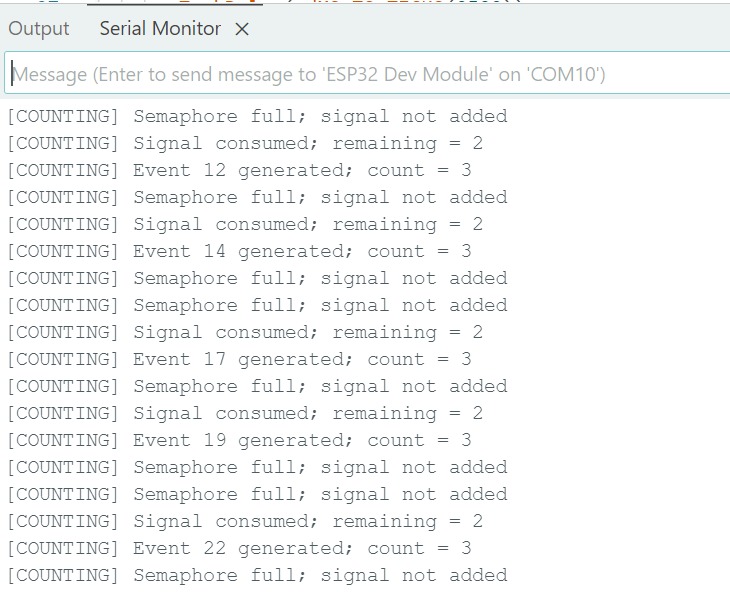 Output Serial Monitor X
Message (Enter to send message to 'ESP32 Dev Module' on 'COM10')
[COUNTING] Semaphore full; signal not added
[COUNTING] Signal consumed; remaining = 2
[COUNTING] Event 12 generated; count = 3
[COUNTING] Semaphore full; signal not added
[COUNTING] Signal consumed; remaining = 2
[COUNTING] Event 14 generated; count = 3
[COUNTING] Semaphore full; signal not added
[COUNTING] Semaphore full; signal not added
[COUNTING] Signal consumed; remaining = 2
[COUNTING] Event 17 generated; count = 3
[COUNTING] Semaphore full; signal not added
[COUNTING] Signal consumed; remaining = 2
[COUNTING] Event 19 generated; count = 3
[COUNTING] Semaphore full; signal not added
[COUNTING] Semaphore full; signal not added
[COUNTING] Signal consumed; remaining = 2
[COUNTING] Event 22 generated; count = 3
[COUNTING] Semaphore full; signal not added